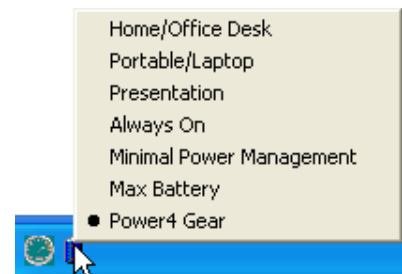 Home/Office Desk
Portable/Laptop
Presentation
Always On
Minimal Power Management
Max Battery
Power4 Gear